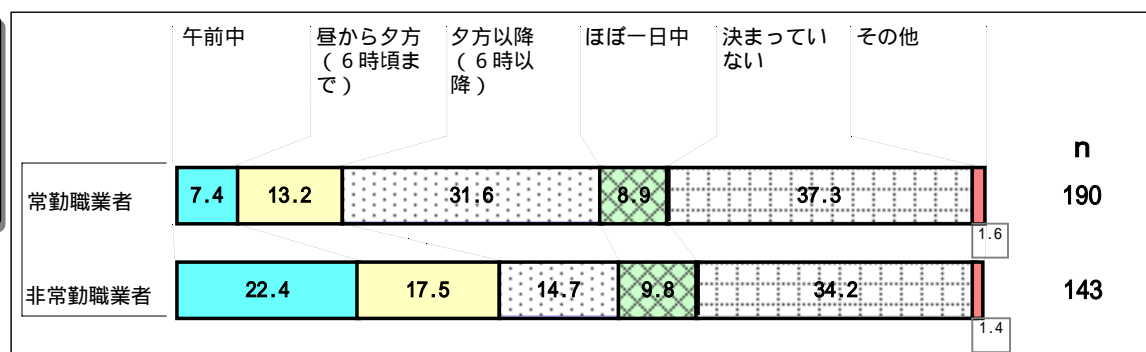 午前中
昼から夕方
(6時頃ま
で)
夕方以降
(6時以
降)
ほぼ一日中
決まってい
ない
その他
n
常勤職業者
7.4
13.2
31.6
8.9
37.3
1.6
190
非常勤職業者
22.4
17.5
14.7
9.8
34.2
1.4
143